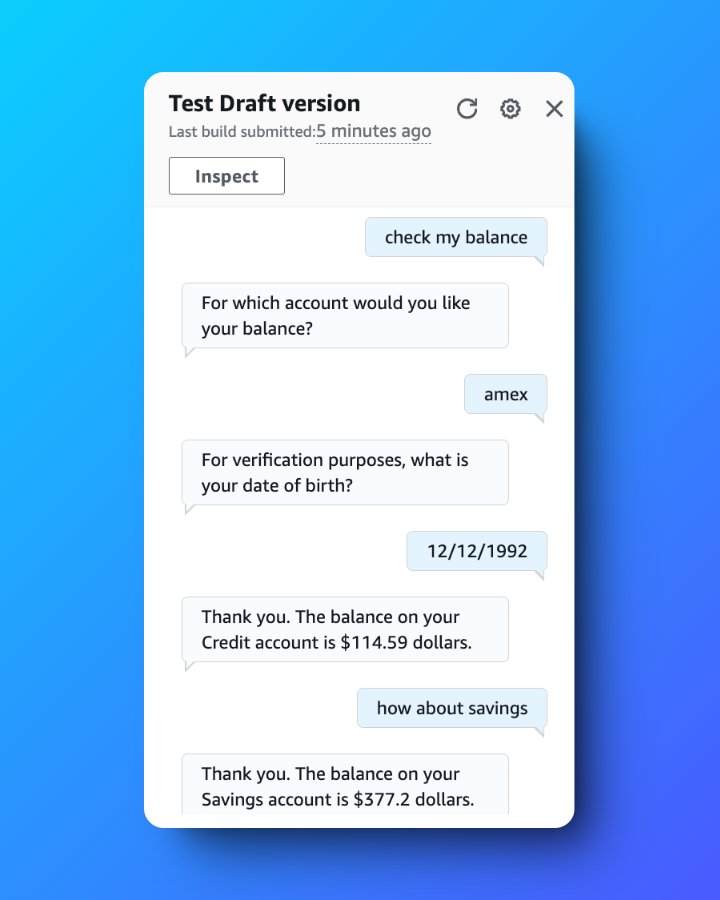 Test Draft version
Last build submitted:5 minutes ago
Inspect
check my balance
For which account would you like
your balance?
amex
For verification purposes, what is
your date of birth?
12/12/1992
Thank you. The balance on your
Credit account is $114.59 dollars.
how about savings
Thank you. The balance on your
Savings account is $377.2 dollars.